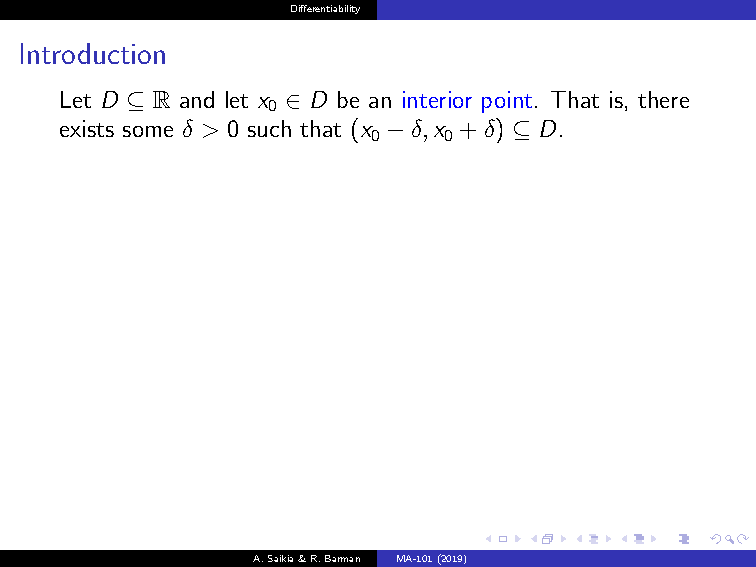 Differentiability
Introduction
Let D ⊆ ℝ and let x₀ ∈ D be an interior point. That is, there
exists some δ > 0 such that (x₀ − δ, x₀ + δ) ⊆ D.
A. Saikia & R. Barman MA-101 (2019)